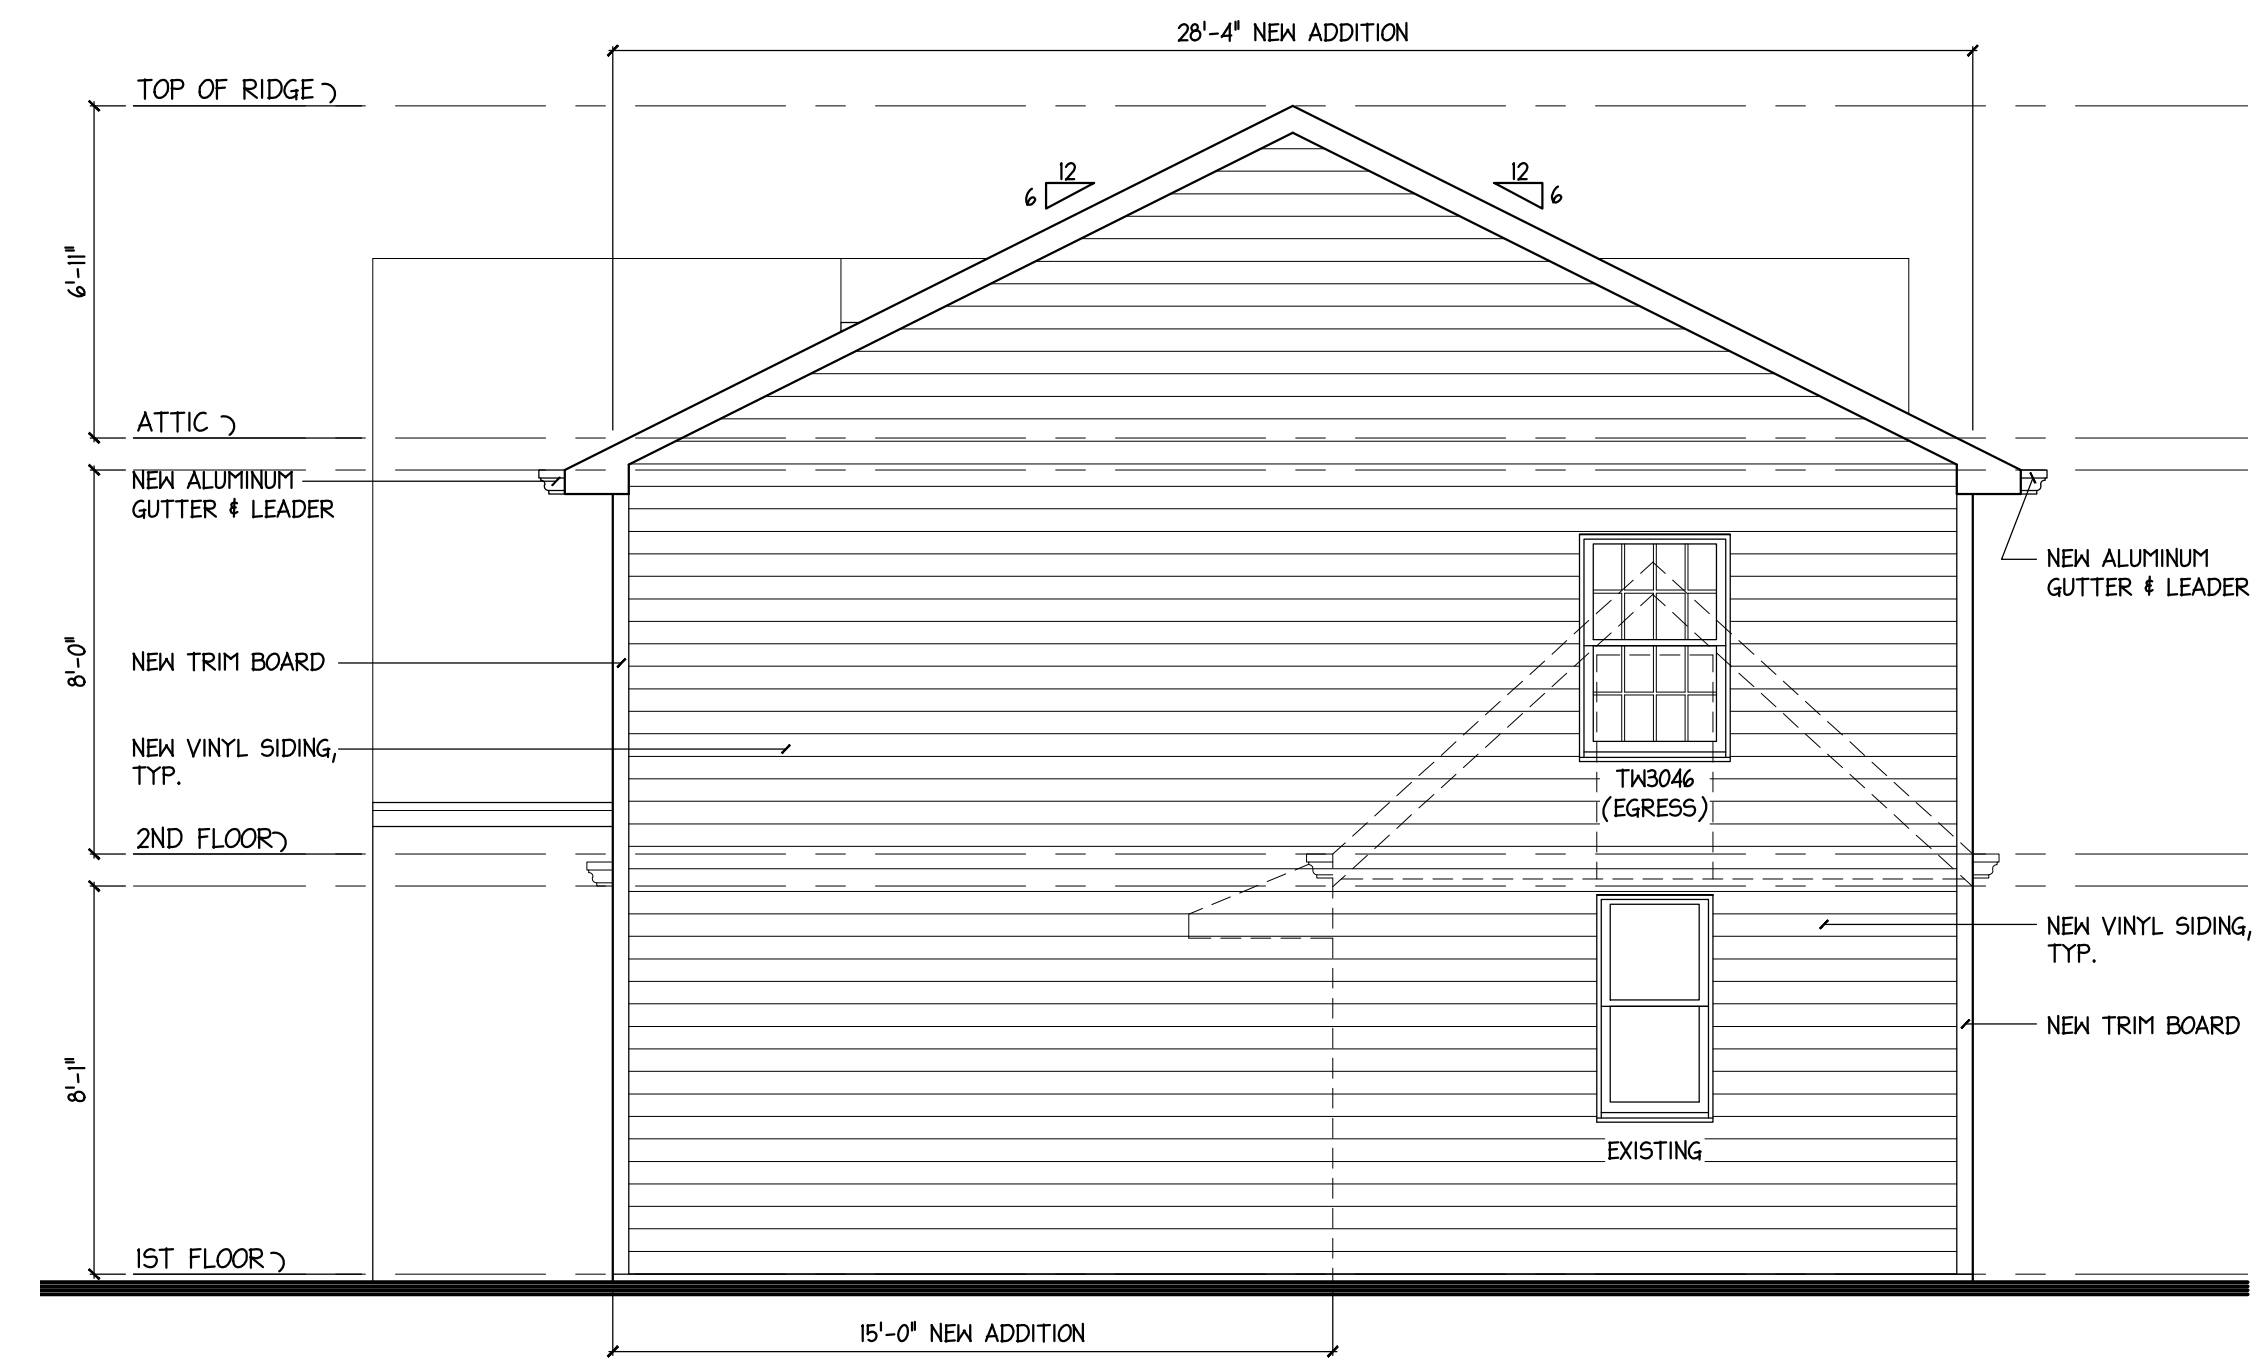 28'-4" NEW ADDITION
TOP OF RIDGE
12
6
12
6
6'-11"
ATTIC
NEW ALUMINUM
GUTTER & LEADER
NEW ALUMINUM
GUTTER & LEADER
8'-0"
NEW TRIM BOARD
NEW VINYL SIDING,
TYP.
TW3046
(EGRESS)
2ND FLOOR
NEW VINYL SIDING,
TYP.
NEW TRIM BOARD
8'-1"
EXISTING
1ST FLOOR
15'-0" NEW ADDITION